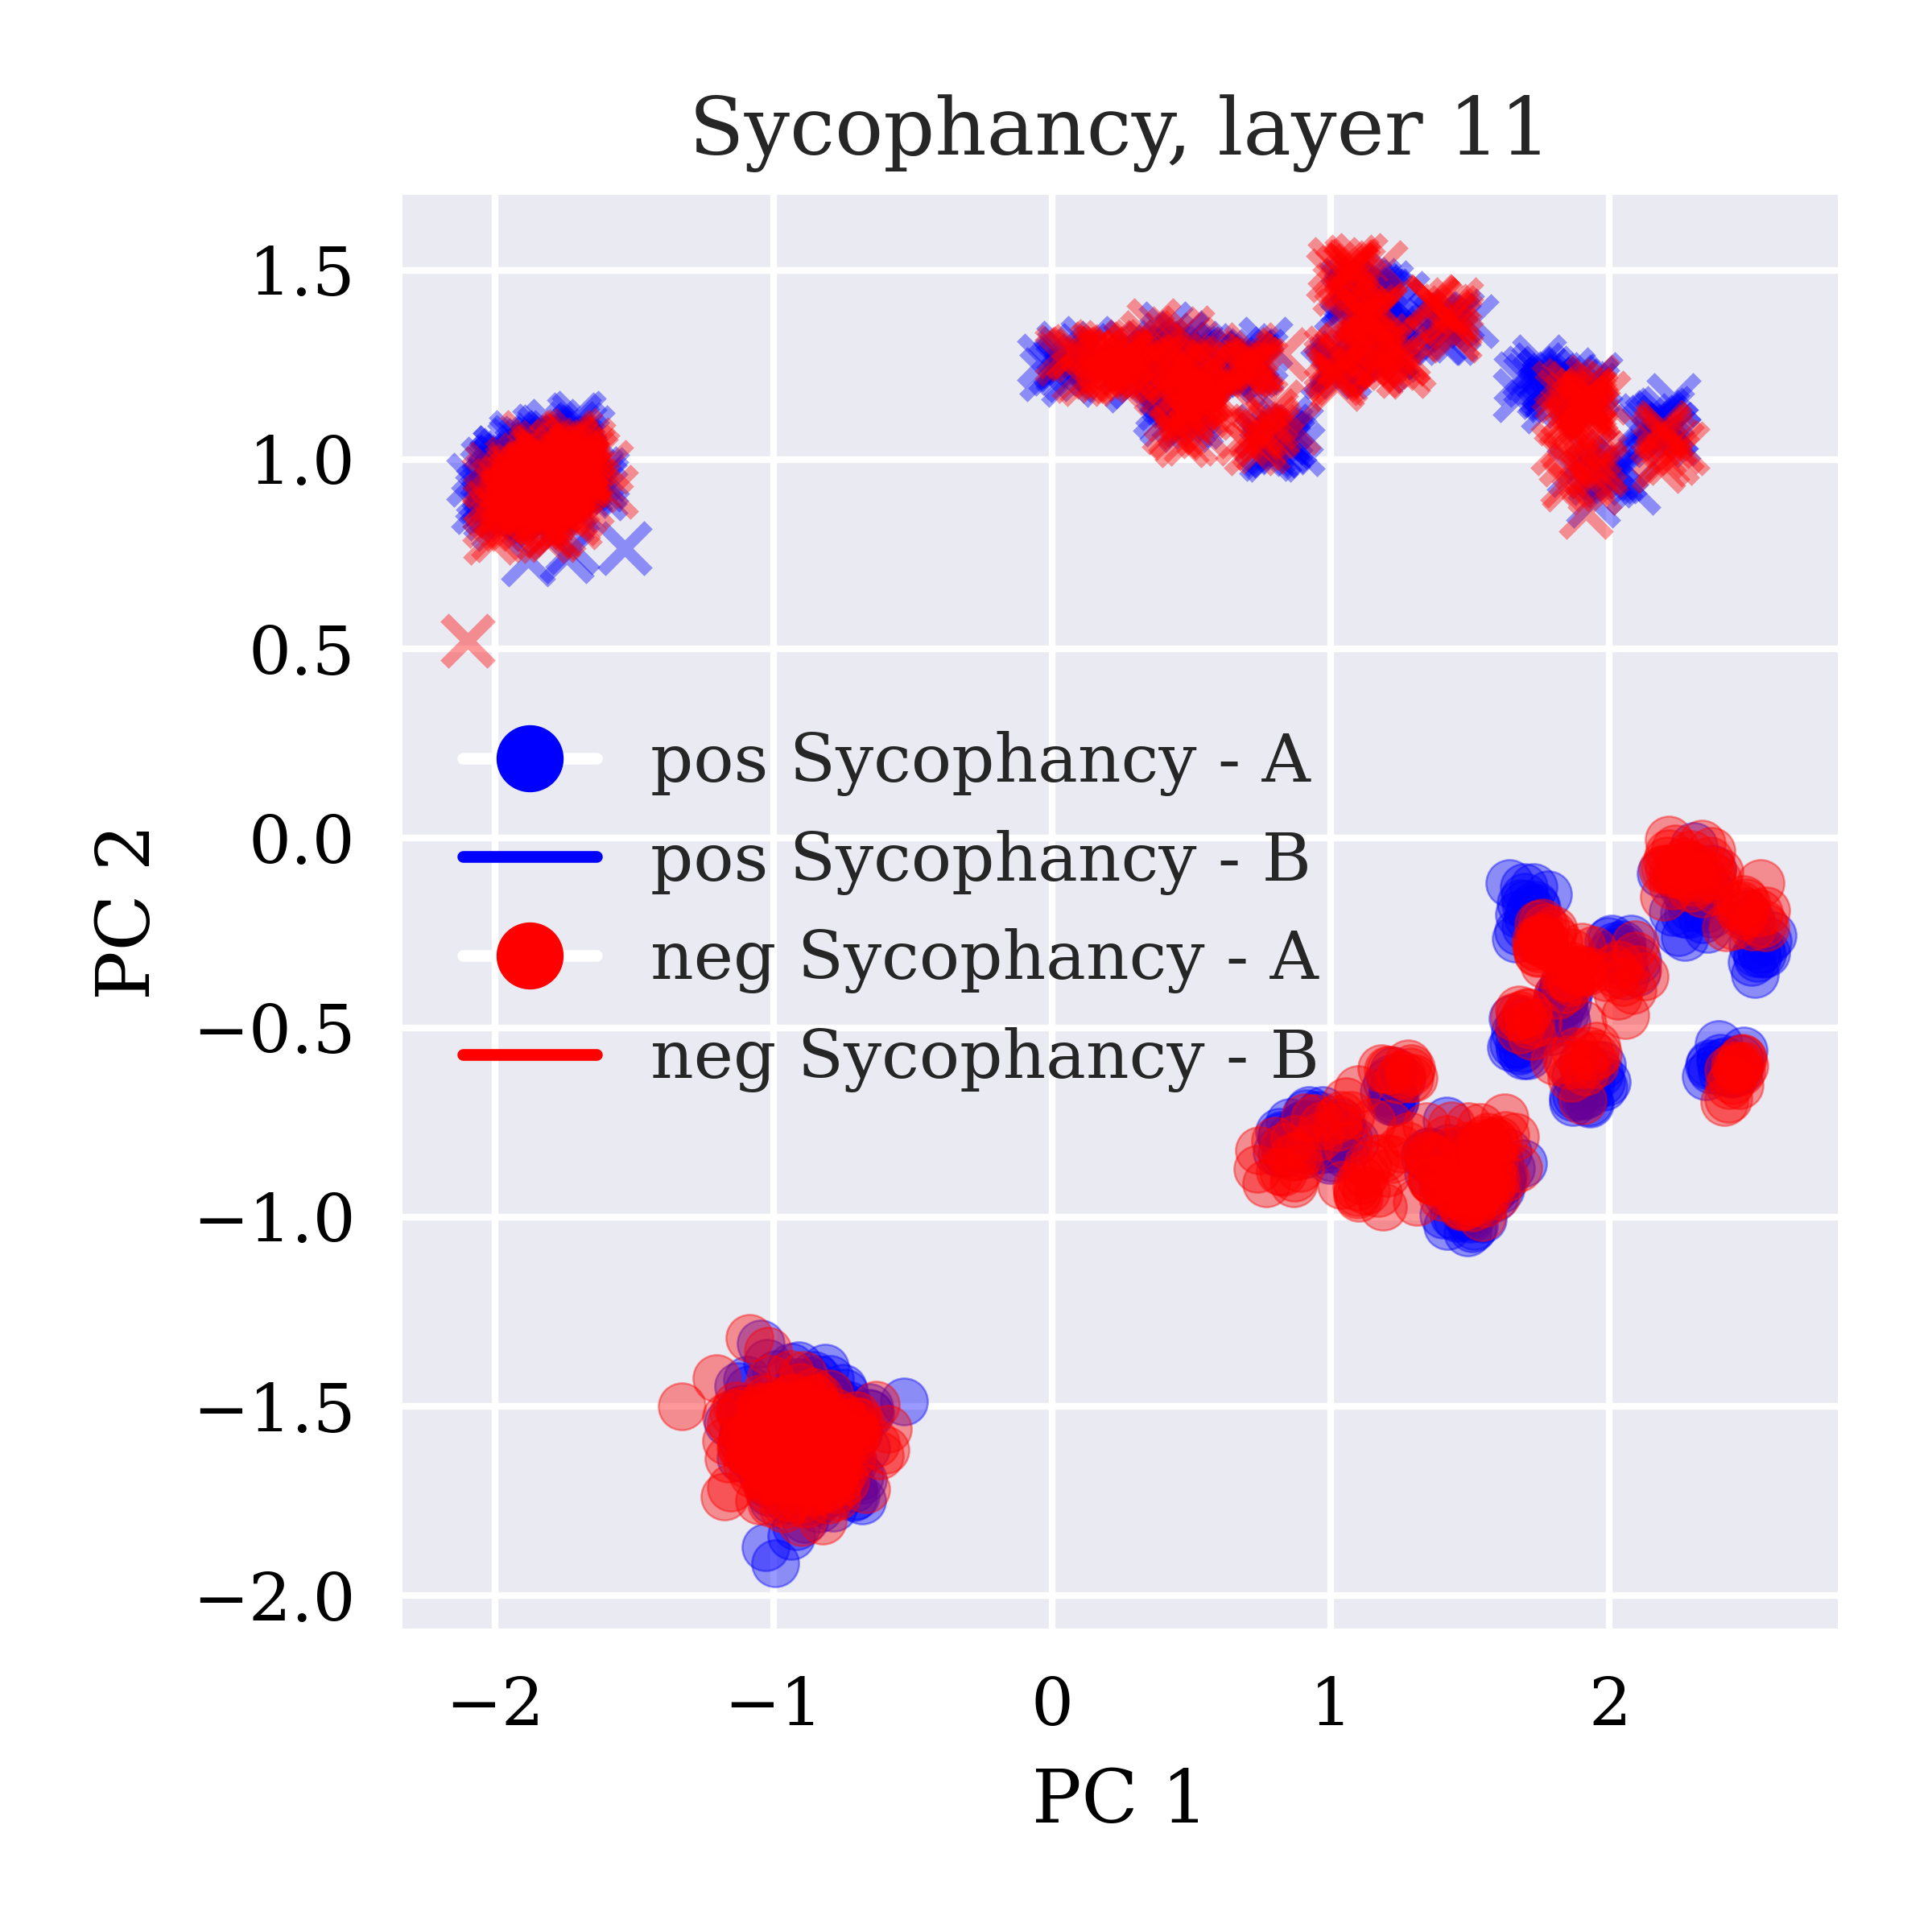 Sycophancy, layer 11
1.5
1.0
0.5
0.0
−0.5
−1.0
−1.5
−2.0
PC 2
pos Sycophancy - A
pos Sycophancy - B
neg Sycophancy - A
neg Sycophancy - B
−2 −1 0 1 2
PC 1